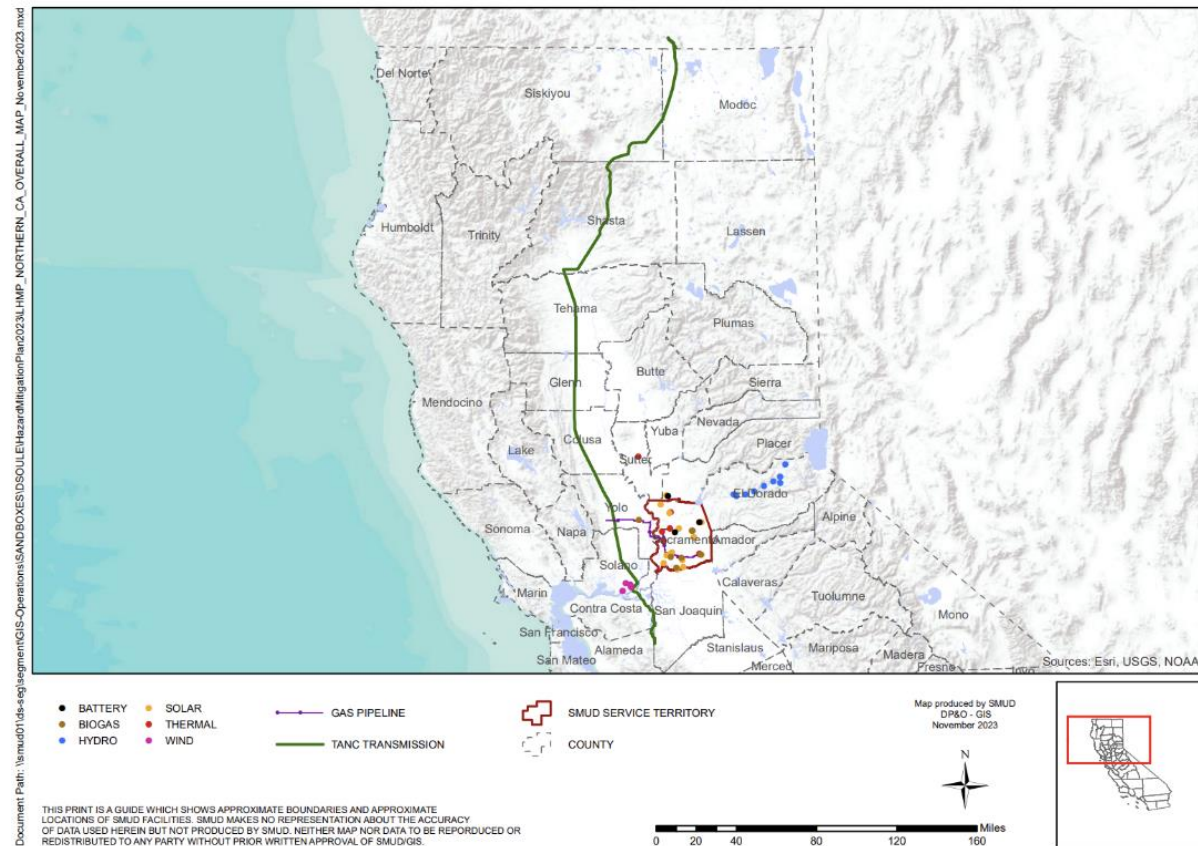 Document Path: \\smud01\ds-seg\segment\GIS-Operations\SANDBOXES\DSOULE\HazardMitigationPlan2023\LHMP_NORTHERN_CA_OVERALL_MAP_November2023.mxd
Del Norte
Siskiyou
Modoc
Humboldt
Trinity
Shasta
Lassen
Tehama
Plumas
Butte
Glenn
Sierra
Mendocino
Nevada
Yuba
Colusa
Placer
Lake
Sutter
El Dorado
Yolo
Alpine
Sonoma
Napa
Sacramento
Amador
Solano
Calaveras
Marin
Tuolumne
Contra Costa
San Joaquin
Mono
San Francisco
Alameda
Stanislaus
Mariposa
Madera
San Mateo
Merced
Fresno
Inyo
Sources: Esri, USGS, NOAA
BATTERY
BIOGAS
HYDRO
SOLAR
THERMAL
WIND
GAS PIPELINE
TANC TRANSMISSION
SMUD SERVICE TERRITORY
COUNTY
Map produced by SMUD
DP&O - GIS
November 2023
N
THIS PRINT IS A GUIDE WHICH SHOWS APPROXIMATE BOUNDARIES AND APPROXIMATE
LOCATIONS OF SMUD FACILITIES. SMUD MAKES NO REPRESENTATION ABOUT THE ACCURACY
OF DATA USED HEREIN BUT NOT PRODUCED BY SMUD. NEITHER MAP NOR DATA TO BE REPORDUCED OR
REDISTRIBUTED TO ANY PARTY WITHOUT PRIOR WRITTEN APPROVAL OF SMUD/GIS.
Miles
0 20 40 80 120 160